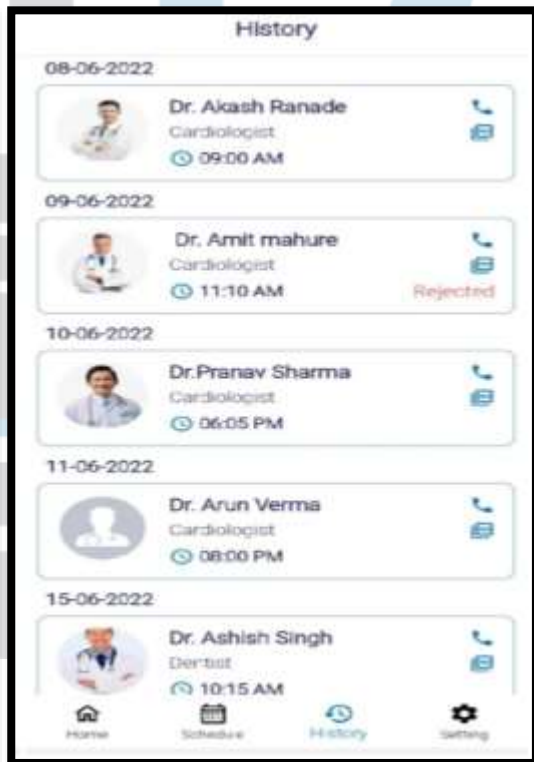 History
08-06-2022
Dr. Akash Ranade
Cardiologist
09:00 AM
09-06-2022
Dr. Amit mahure
Cardiologist
11:10 AM Rejected
10-06-2022
Dr.Pranav Sharma
Cardiologist
06:05 PM
11-06-2022
Dr. Arun Verma
Cardiologist
08:00 PM
15-06-2022
Dr. Ashish Singh
Dentist
10:15 AM
Home Schedule History Setting